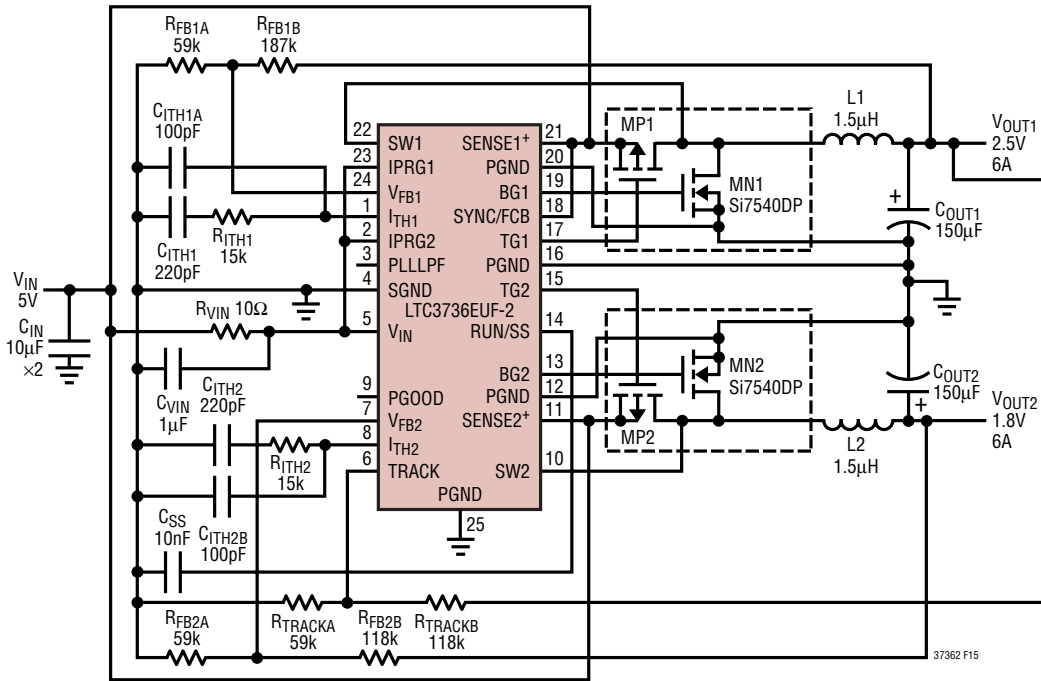 RFB1A
59k
RFB1B
187k
CITH1A
100pF
CITH1
220pF
RITH1
15k
VIN
5V
CIN
10µF
×2
RVIN 10Ω
CVIN
1µF
CITH2
220pF
RITH2
15k
CITH2B
100pF
CSS
10nF
RFB2A
59k
RTRACKA
59k
RFB2B
118k
RTRACKB
118k
22
23
24
1
2
3
4
5
9
7
8
6
SW1
IPRG1
VFB1
ITH1
IPRG2
PLLLPF
SGND
LTC3736EUF-2
VIN
PGOOD
VFB2
ITH2
TRACK
PGND
25
SENSE1+
PGND
BG1
SYNC/FCB
TG1
PGND
TG2
RUN/SS
BG2
PGND
SENSE2+
SW2
21
20
19
18
17
16
15
14
13
12
11
10
MP1
MN1
Si7540DP
L1
1.5µH
VOUT1
2.5V
6A
COUT1
150µF
+
MN2
Si7540DP
MP2
COUT2
150µF
+
L2
1.5µH
VOUT2
1.8V
6A
37362 F15